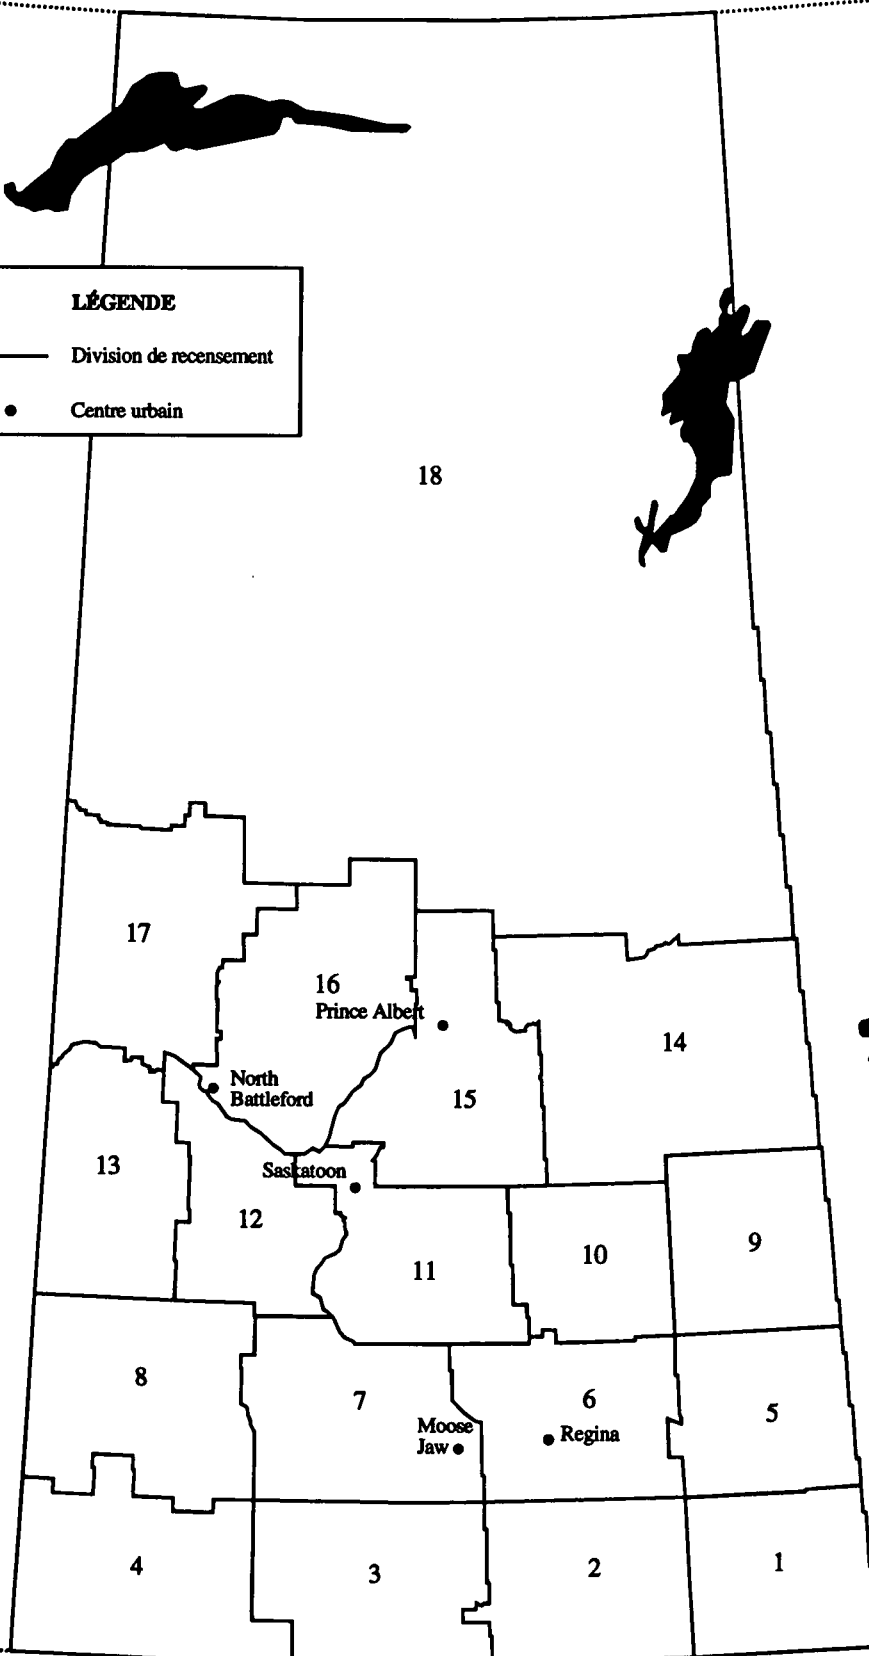 LÉGENDE
Division de recensement
Centre urbain
18
17
16
Prince Albert
14
North
Battleford
15
13
Saskatoon
12
11
10
9
8
7
6
5
Moose
Jaw
Regina
4
3
2
1